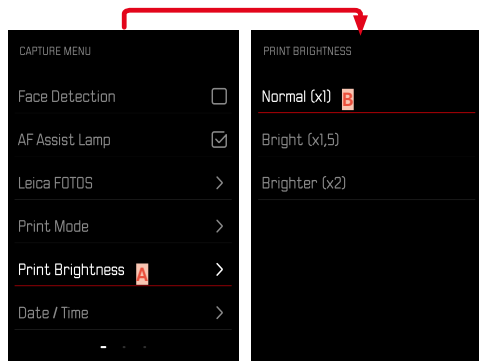 CAPTURE MENU
Face Detection
AF Assist Lamp
Leica FOTOS
Print Mode
Print Brightness A
Date / Time
PRINT BRIGHTNESS
Normal (x1) B
Bright (x1,5)
Brighter (x2)